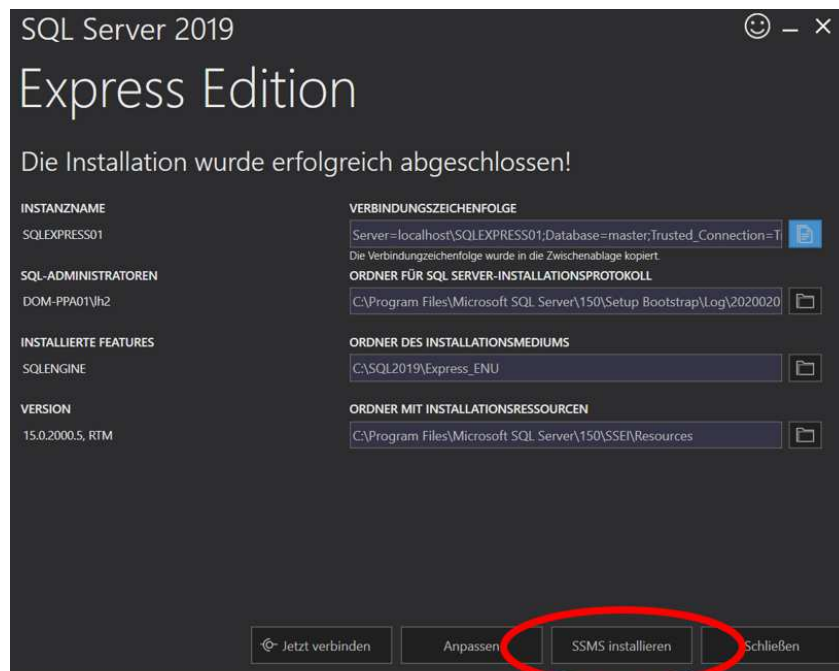 SQL Server 2019
Express Edition
Die Installation wurde erfolgreich abgeschlossen!
INSTANZNAME
SQLEXPRESS01
VERBINDUNGSZEICHENFOLGE
Server=localhost\SQLEXPRESS01;Database=master;Trusted_Connection=T
Die Verbindungzeichenfolge wurde in die Zwischenablage kopiert.
SQL-ADMINISTRATOREN
DOM-PPA01\lh2
ORDNER FÜR SQL SERVER-INSTALLATIONSPROTOKOLL
C:\Program Files\Microsoft SQL Server\150\Setup Bootstrap\Log\2020020
INSTALLIERTE FEATURES
SQLENGINE
ORDNER DES INSTALLATIONSMEDIUMS
C:\SQL2019\Express_ENU
VERSION
15.0.2000.5, RTM
ORDNER MIT INSTALLATIONSRESSOURCEN
C:\Program Files\Microsoft SQL Server\150\SSEI\Resources
Jetzt verbinden
Anpassen
SSMS installieren
Schließen